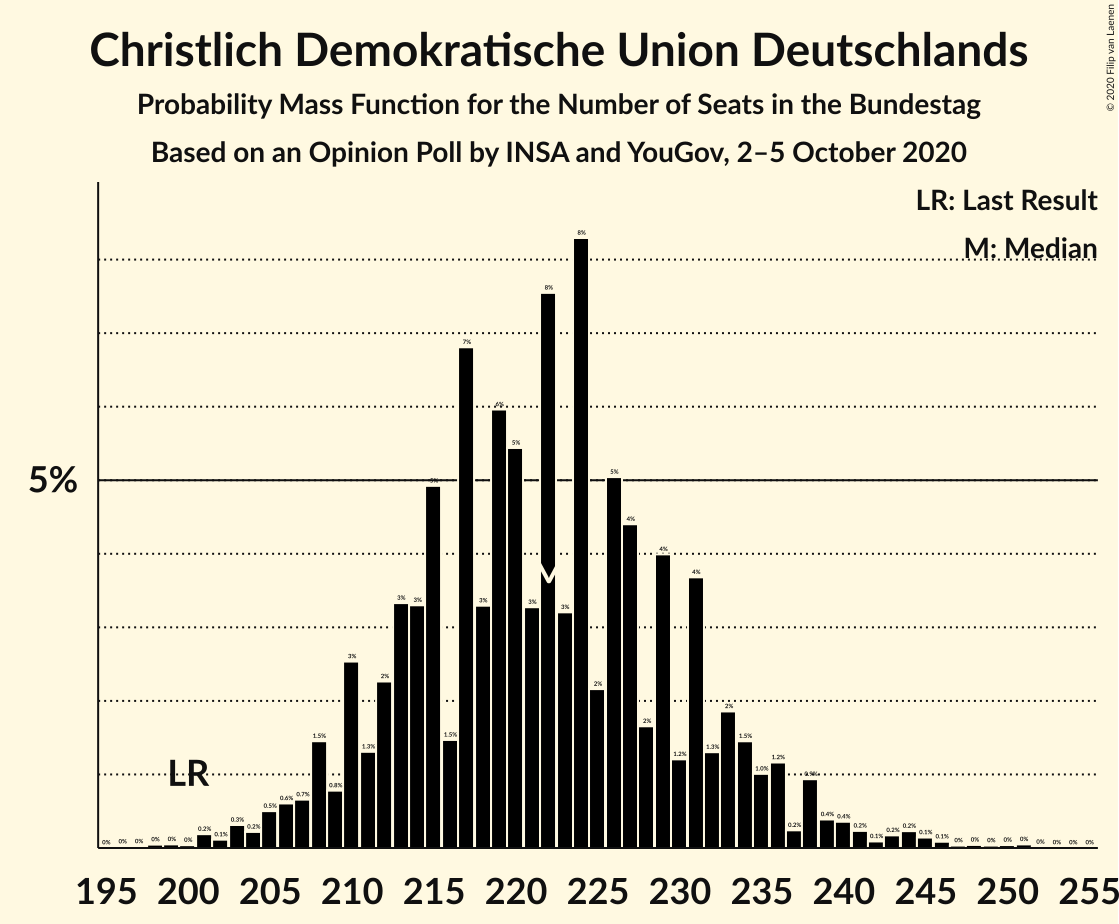 Christlich Demokratische Union Deutschlands
Probability Mass Function for the Number of Seats in the Bundestag
Based on an Opinion Poll by INSA and YouGov, 2–5 October 2020
© 2020 Filip van Laenen
LR: Last Result
M: Median
5%
LR
M
0% 0% 0% 0% 0% 0% 0.2% 0.1% 0.3% 0.2% 0.5% 0.6% 0.7% 1.5% 0.8% 3% 1.3% 2% 3% 3% 5% 1.5% 7% 3% 6% 5% 3% 8% 3% 8% 2% 5% 4% 2% 4% 1.2% 4% 1.3% 2% 1.5% 1.0% 1.2% 0.2% 0.9% 0.4% 0.4% 0.2% 0.1% 0.2% 0.2% 0.1% 0.1% 0% 0% 0% 0% 0% 0% 0% 0% 0%
195 200 205 210 215 220 225 230 235 240 245 250 255